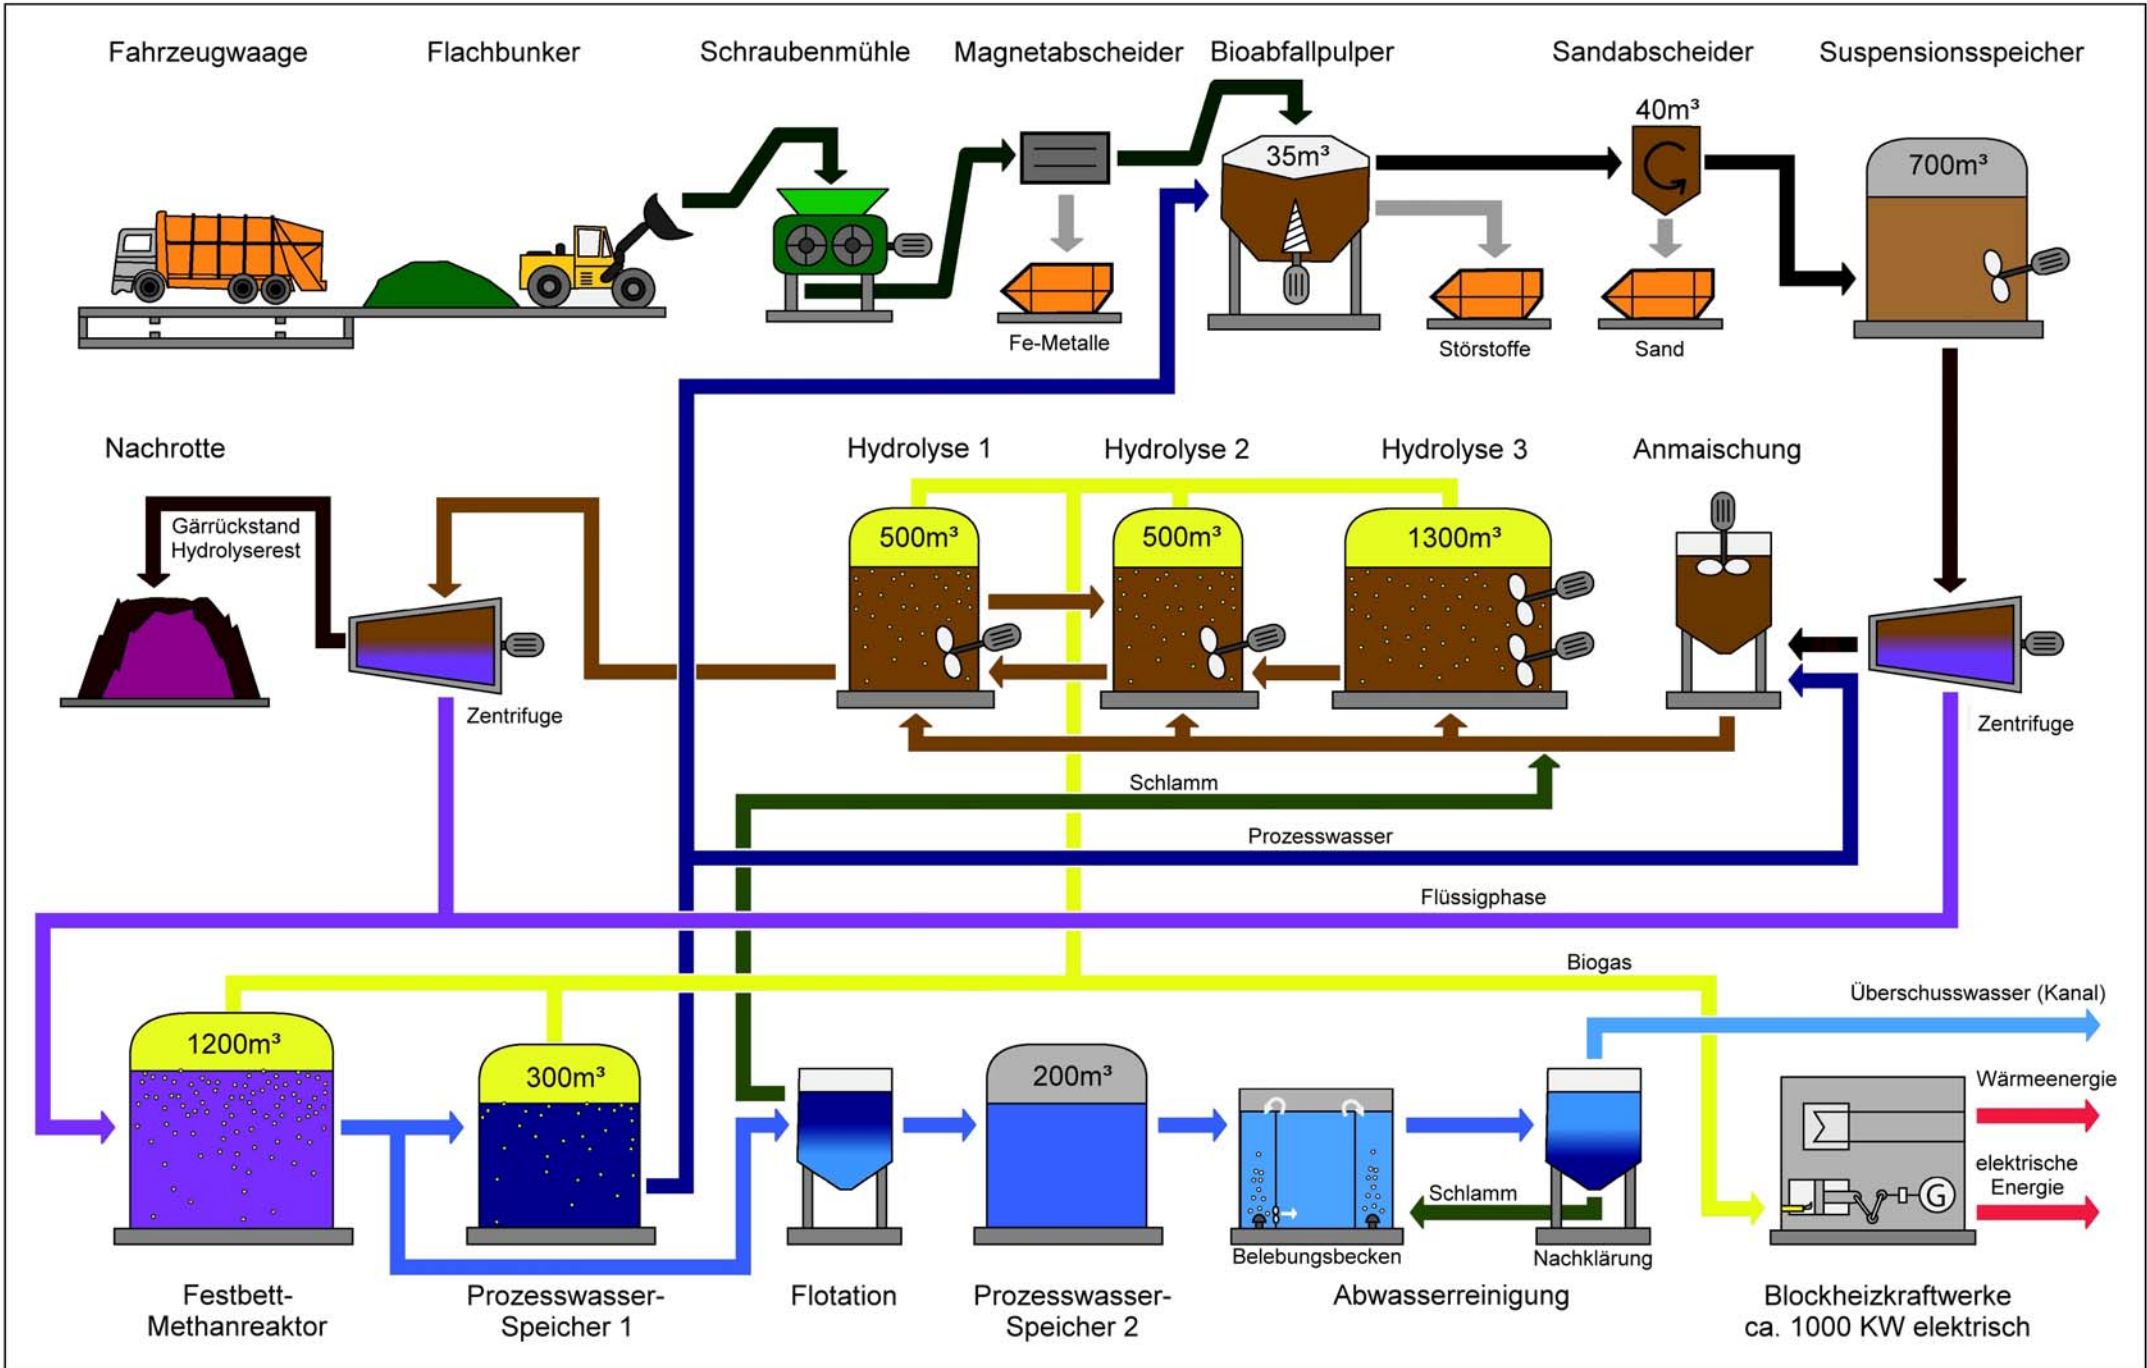 Fahrzeugwaage
Flachbunker
Schraubenmühle
Magnetabscheider
Bioabfallpulper
Sandabscheider
Suspensionsspeicher
40m³
35m³
700m³
Fe-Metalle
Störstoffe
Sand
Nachrotte
Hydrolyse 1
Hydrolyse 2
Hydrolyse 3
Anmaischung
Gärrückstand
Hydrolyserest
500m³
500m³
1300m³
Zentrifuge
Zentrifuge
Schlamm
Prozesswasser
Flüssigphase
Biogas
Überschusswasser (Kanal)
1200m³
300m³
200m³
Wärmeenergie
elektrische
Energie
G
Schlamm
Belebungsbecken
Nachklärung
Festbett-
Methanreaktor
Prozesswasser-
Speicher 1
Flotation
Prozesswasser-
Speicher 2
Abwasserreinigung
Blockheizkraftwerke
ca. 1000 KW elektrisch